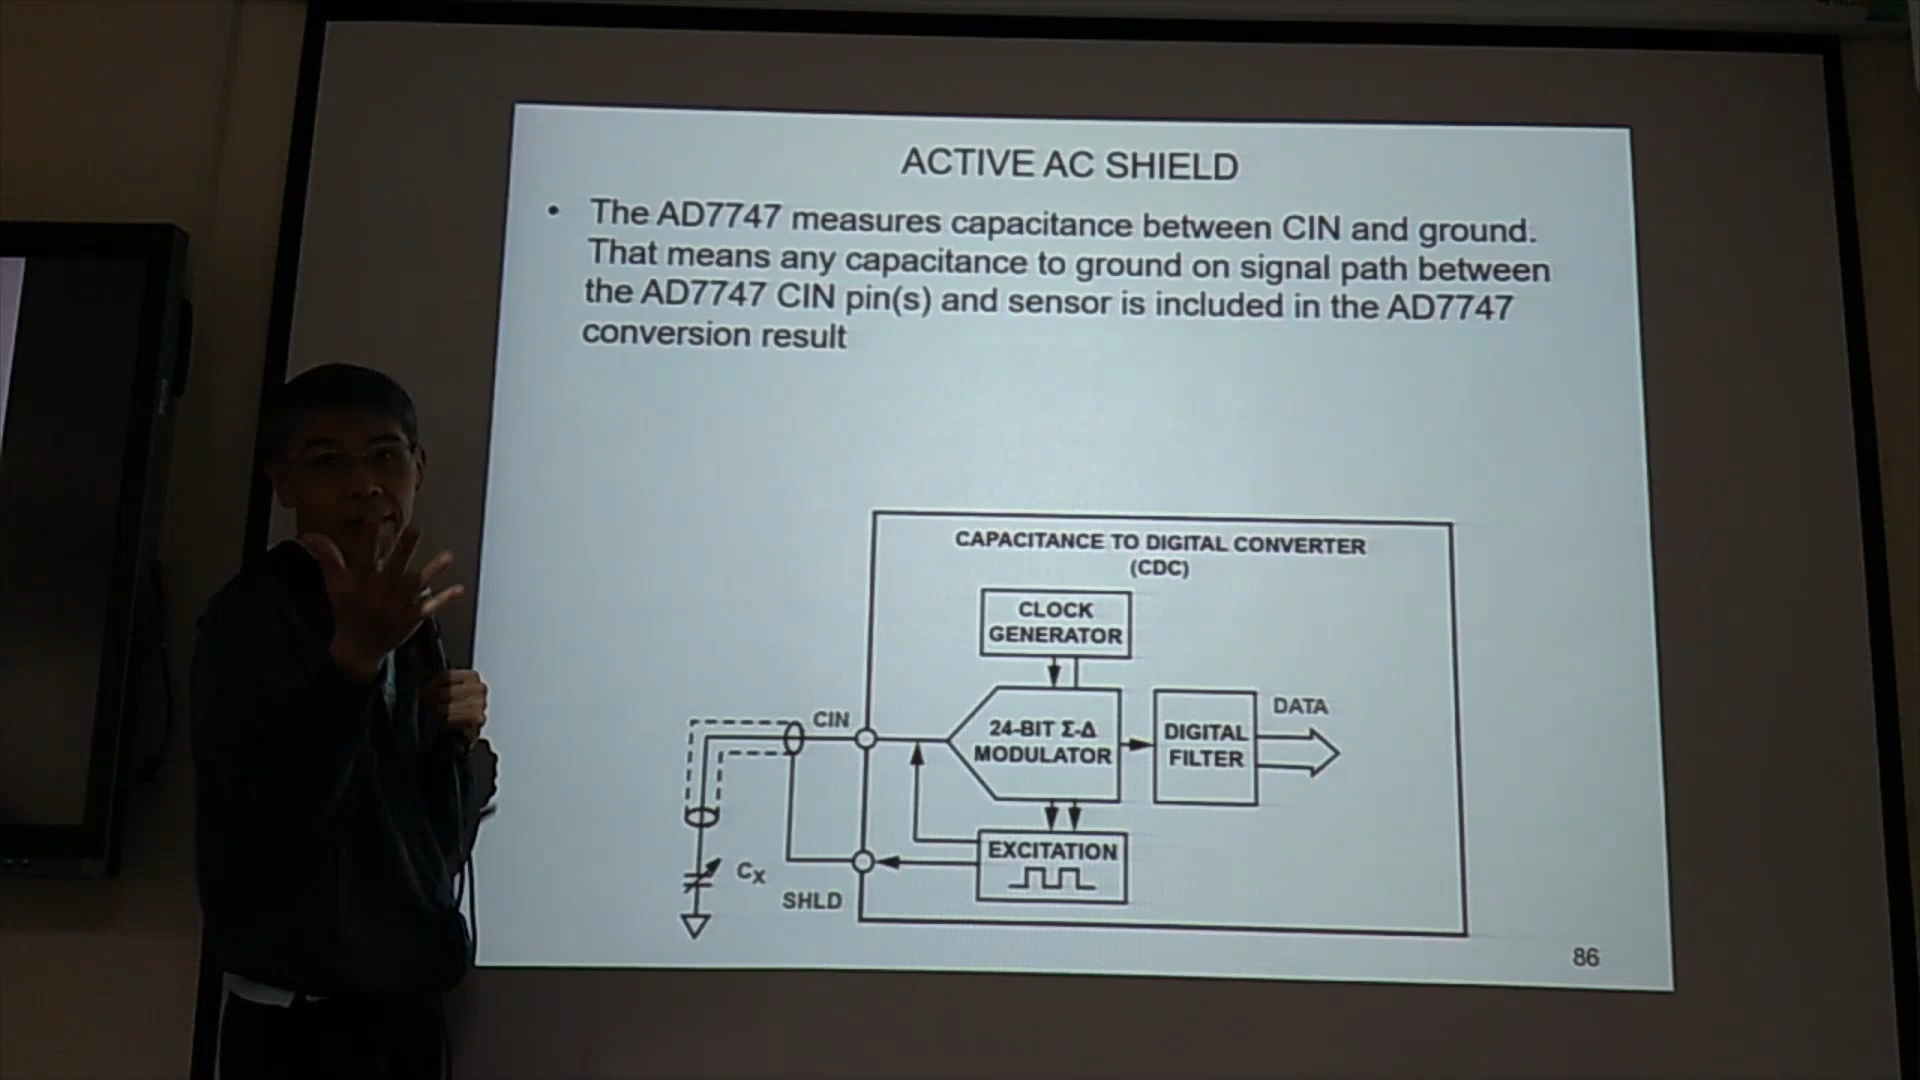 ACTIVE AC SHIELD
• The AD7747 measures capacitance between CIN and ground.
That means any capacitance to ground on signal path between
the AD7747 CIN pin(s) and sensor is included in the AD7747
conversion result
CAPACITANCE TO DIGITAL CONVERTER
(CDC)
CLOCK
GENERATOR
CIN
24-BIT Σ-Δ
MODULATOR
DIGITAL
FILTER
DATA
EXCITATION
Cx
SHLD
86